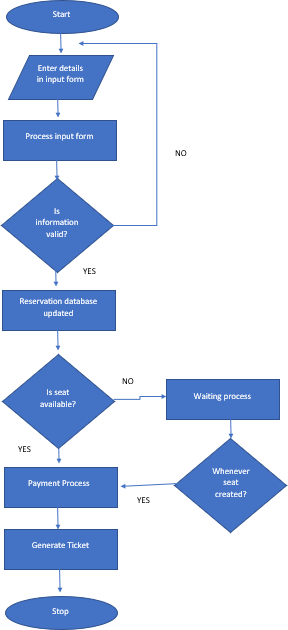 Start
Enter details
in input form
Process input form
NO
Is
information
valid?
YES
Reservation database
updated
NO
Is seat
available?
Waiting process
YES
Whenever
seat
created?
Payment Process
YES
Generate Ticket
Stop